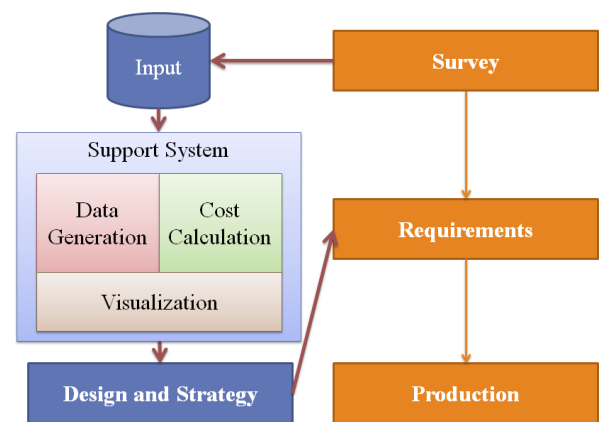 Input
Survey
Support System
Data
Generation
Cost
Calculation
Visualization
Requirements
Design and Strategy
Production